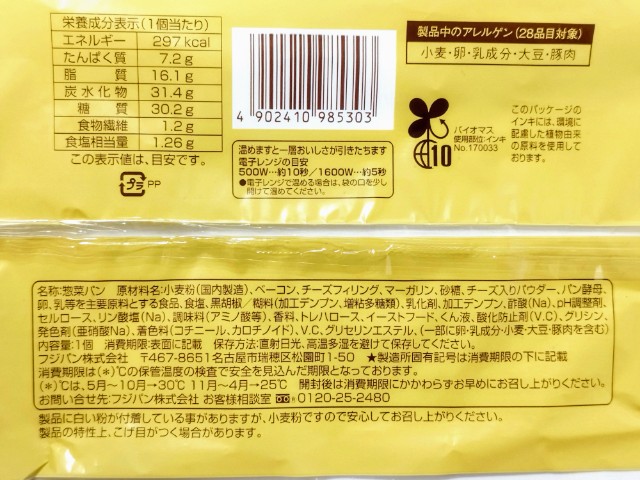 栄養成分表示(1個当たり)
エネルギー 297 kcal
たんぱく質 7.2 g
脂質 16.1 g
炭水化物 31.4 g
糖質 30.2 g
食物繊維 1.2 g
食塩相当量 1.26 g
この表示値は、目安です。
プラ PP
4 902410 985303
温めますと一層おいしさが引きたちます
電子レンジの目安
500W…約10秒/1600W…約5秒
●電子レンジで温める場合は、袋の口を少し
開けて温めてください。
製品中のアレルゲン(28品目対象)
小麦・卵・乳成分・大豆・豚肉
バイオマス
使用部位:インキ
No.170033
10
このパッケージの
インキには、環境に
配慮した植物由来
の原料を使用して
おります。
名称:惣菜パン 原材料名:小麦粉(国内製造)、ベーコン、チーズフィリング、マーガリン、砂糖、チーズ入りパウダー、パン酵母、
卵、乳等を主要原料とする食品、食塩、黒胡椒/糊料(加工デンプン、増粘多糖類)、乳化剤、加工デンプン、酢酸(Na)、pH調整剤、
セルロース、リン酸塩(Na)、調味料(アミノ酸等)、香料、トレハロース、イーストフード、くん液、酸化防止剤(V.C)、グリシン、
発色剤(亜硝酸Na)、着色料(コチニール、カロチノイド)、V.C、グリセリンエステル、(一部に卵・乳成分・小麦・大豆・豚肉を含む)
内容量:1個 消費期限:表面に記載 保存方法:直射日光、高温多湿を避けて保存してください。
フジパン株式会社 〒467-8651名古屋市瑞穂区松園町1-50 ★製造所固有記号は消費期限の下に記載
消費期限は(*)℃の保管温度の検査で安全を見込んだ期限となっております。
(*)℃は、5月〜10月→30℃ 11月〜4月→25℃ 開封後は消費期限にかかわらずお早めにお召し上がりください。
お問い合せ先:フジパン株式会社 お客様相談室 0120-25-2480
製品に白い粉が付着している事がありますが、小麦粉ですので安心してお召し上がりください。
製品の特性上、こげ目がつく場合があります。